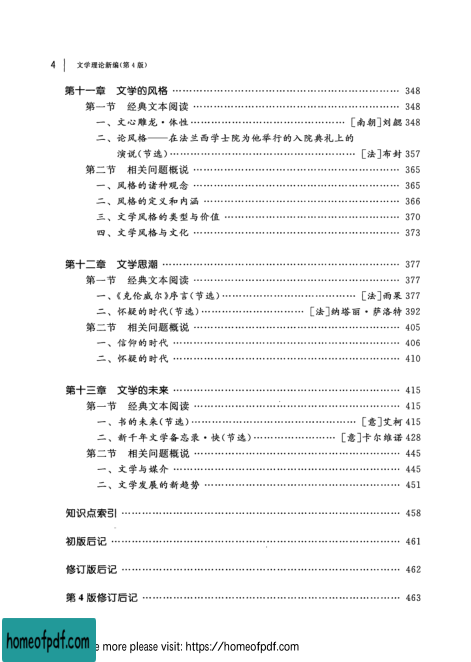 4 文学理论新编(第4版)
第十一章 文学的风格 …… 348
第一节 经典文本阅读 …… 348
一、文心雕龙·体性 …… [南朝]刘勰 348
二、论风格——在法兰西学士院为他举行的入院典礼上的
演说(节选) …… [法]布封 357
第二节 相关问题概说 …… 365
一、风格的诸种观念 …… 365
二、风格的定义和内涵 …… 366
三、文学风格的类型与价值 …… 370
四、文学风格与文化 …… 373
第十二章 文学思潮 …… 377
第一节 经典文本阅读 …… 377
一、《克伦威尔》序言(节选) …… [法]雨果 377
二、怀疑的时代(节选) …… [法]纳塔丽·萨洛特 392
第二节 相关问题概说 …… 405
一、信仰的时代 …… 406
二、怀疑的时代 …… 410
第十三章 文学的未来 …… 415
第一节 经典文本阅读 …… 415
一、书的未来(节选) …… [意]艾柯 415
二、新千年文学备忘录·快(节选) …… [意]卡尔维诺 428
第二节 相关问题概说 …… 445
一、文学与媒介 …… 445
二、文学发展的新趋势 …… 451
知识点索引 …… 458
初版后记 …… 461
修订版后记 …… 462
第4版修订后记 …… 463
homeofpdf.com
e more please visit: https://homeofpdf.com